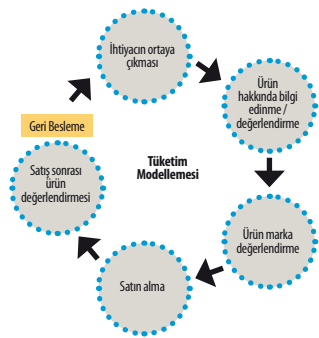 İhtiyacın ortaya
çıkması
Ürün
hakkında bilgi
edinme /
değerlendirme
Ürün marka
değerlendirme
Satın alma
Satış sonrası
ürün
değerlendirmesi
Geri Besleme
Tüketim
Modellemesi